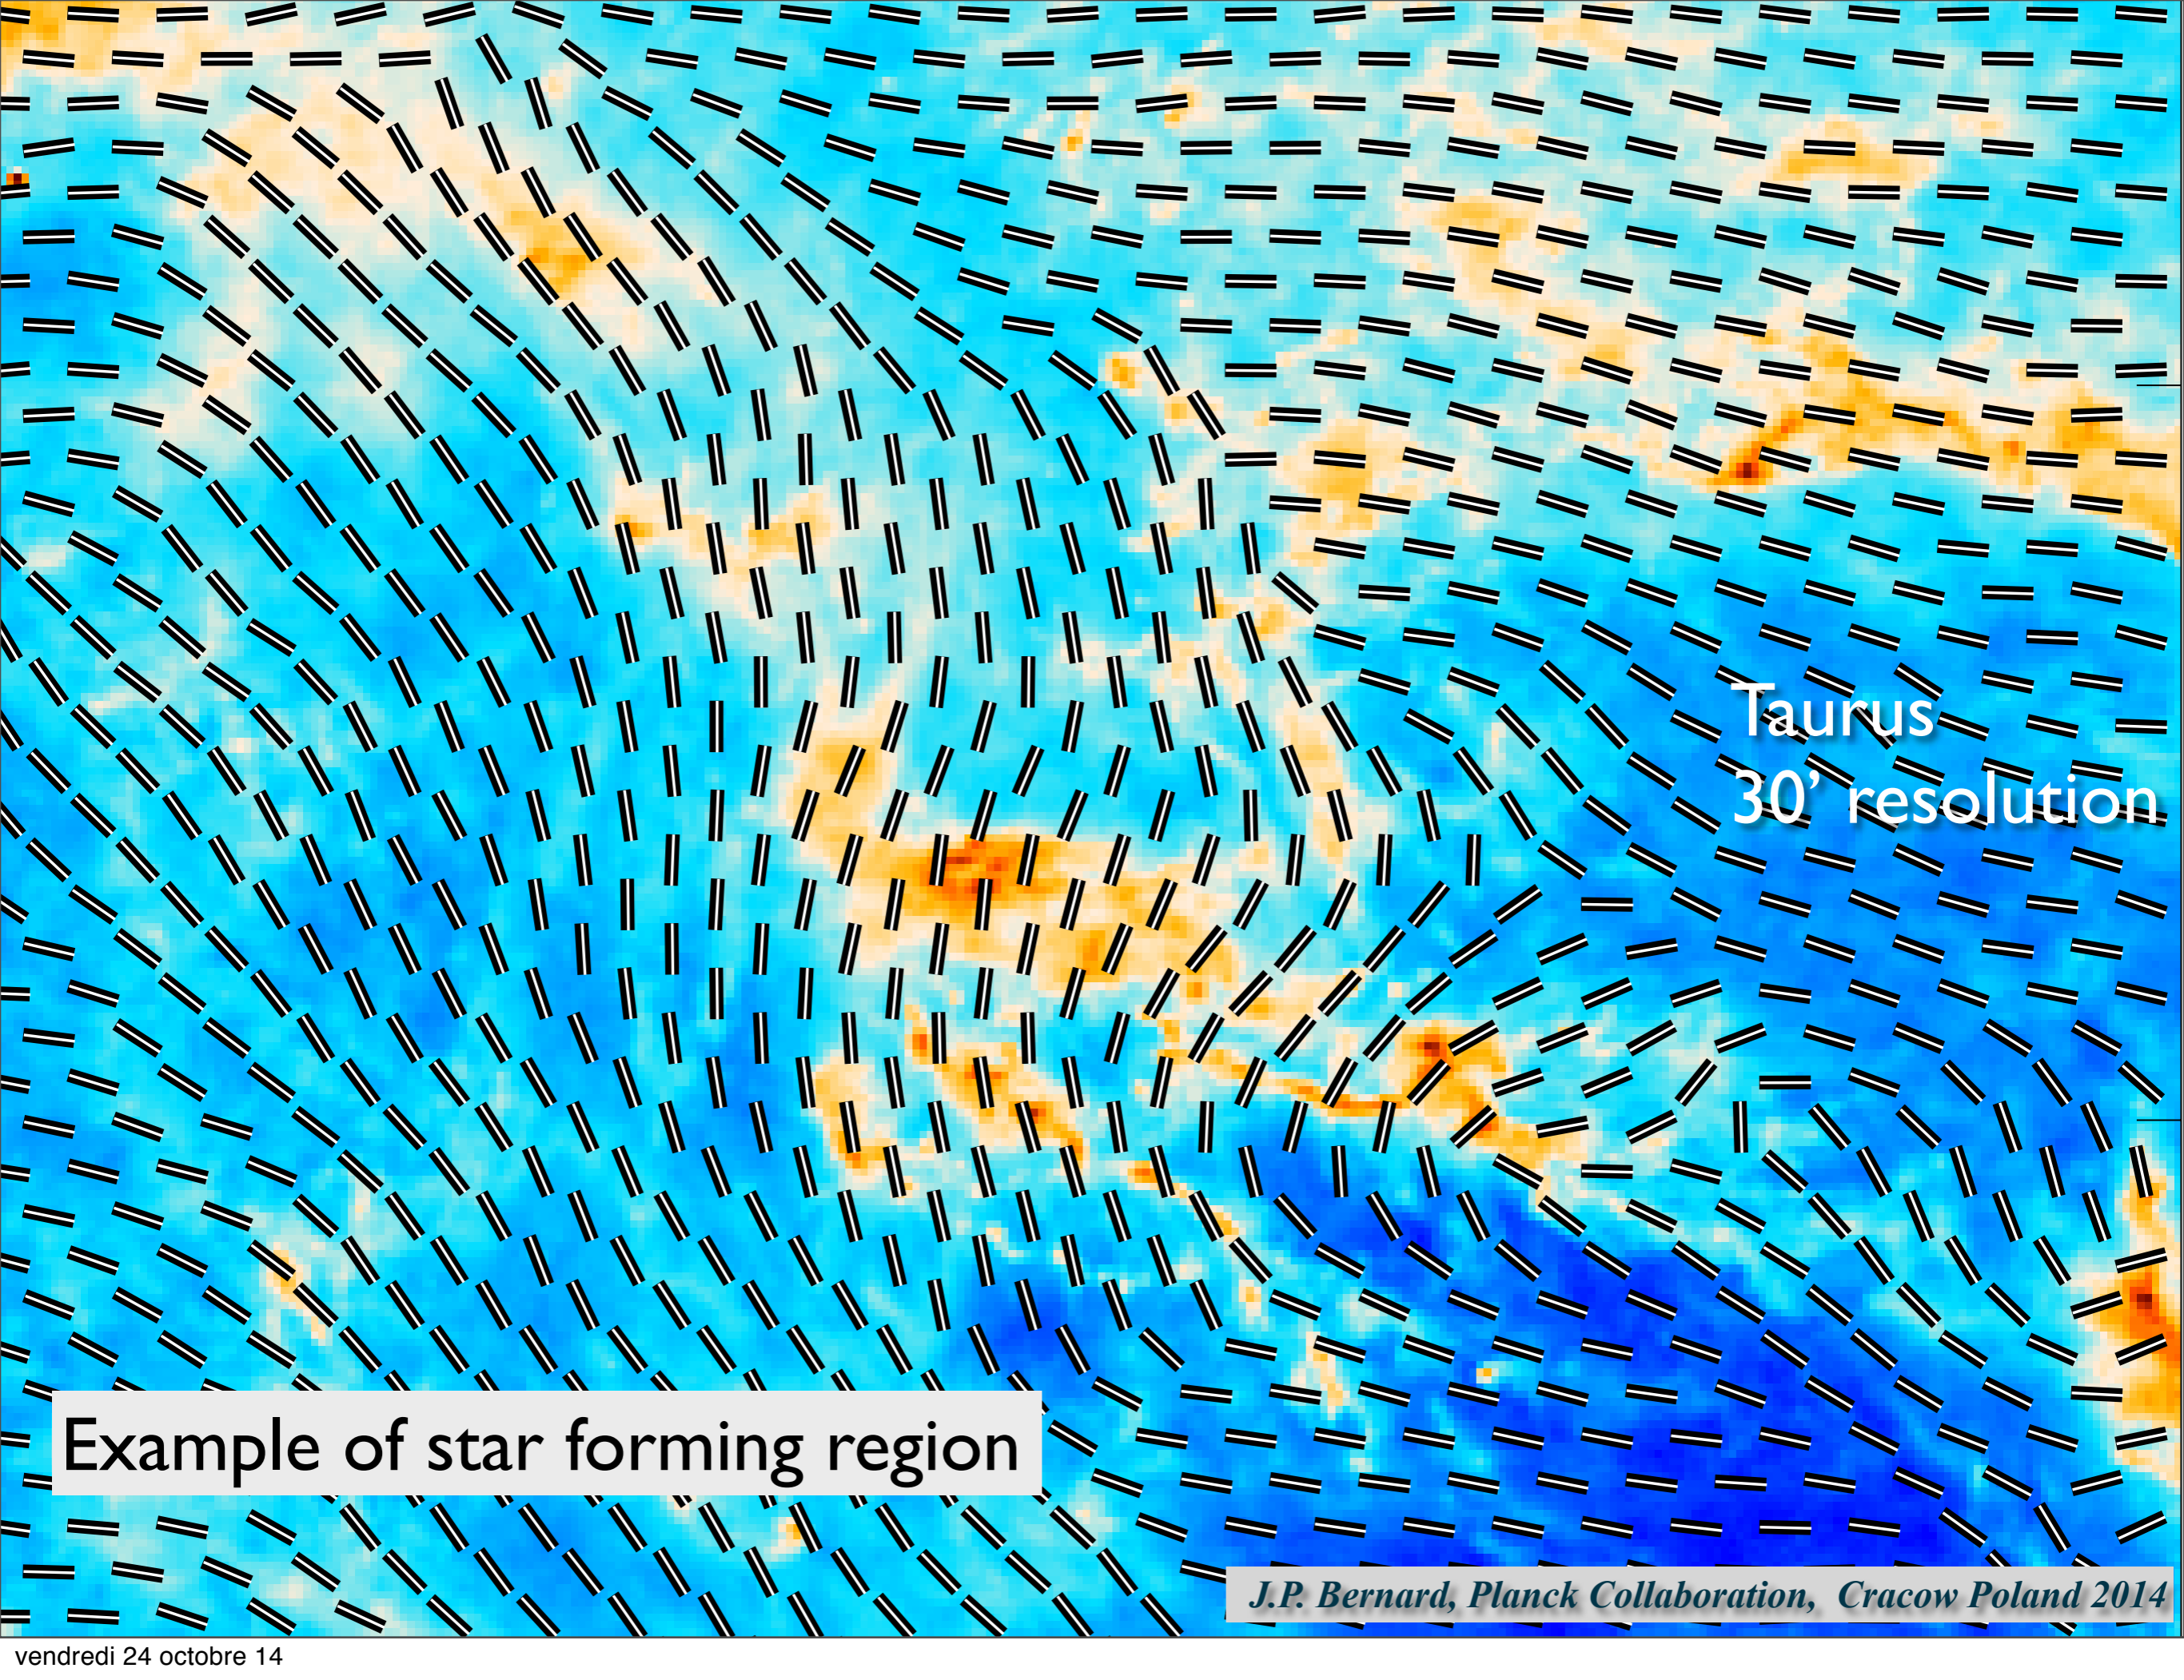 Taurus
30’ resolution
Example of star forming region
J.P. Bernard, Planck Collaboration, Cracow Poland 2014
vendredi 24 octobre 14